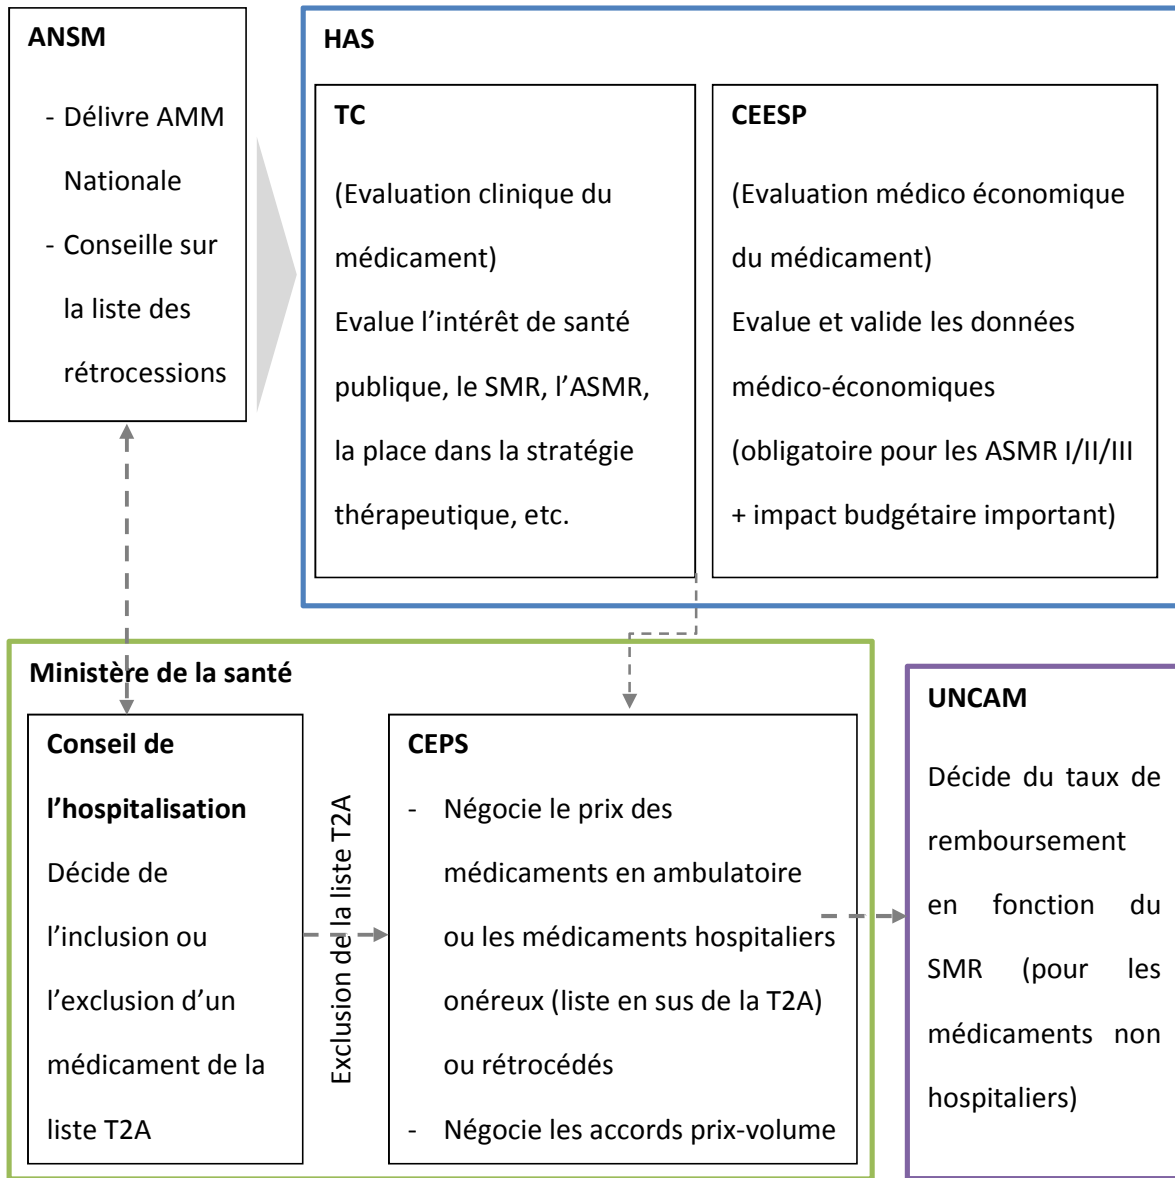 ANSM
- Délivre AMM
Nationale
- Conseille sur
la liste des
rétrocessions
HAS
TC
(Evaluation clinique du
médicament)
Evalue l’intérêt de santé
publique, le SMR, l’ASMR,
la place dans la stratégie
thérapeutique, etc.
CEESP
(Evaluation médico économique
du médicament)
Evalue et valide les données
médico-économiques
(obligatoire pour les ASMR I/II/III
+ impact budgétaire important)
Ministère de la santé
Conseil de
l’hospitalisation
Décide de
l’inclusion ou
l’exclusion d’un
médicament de la
liste T2A
Exclusion de la liste T2A
CEPS
- Négocie le prix des
médicaments en ambulatoire
ou les médicaments hospitaliers
onéreux (liste en sus de la T2A)
ou rétrocédés
- Négocie les accords prix-volume
UNCAM
Décide du taux de
remboursement
en fonction du
SMR (pour les
médicaments non
hospitaliers)